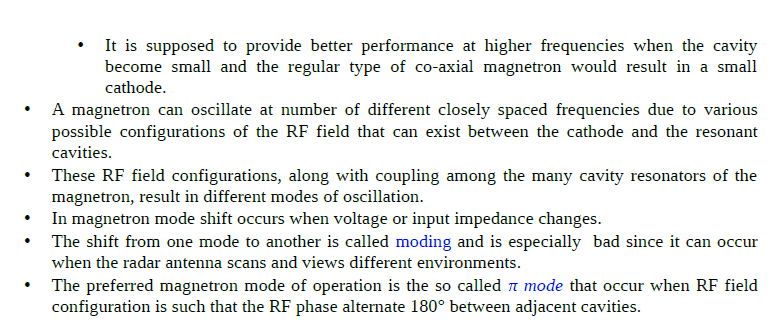 • It is supposed to provide better performance at higher frequencies when the cavity
become small and the regular type of co-axial magnetron would result in a small
cathode.
• A magnetron can oscillate at number of different closely spaced frequencies due to various
possible configurations of the RF field that can exist between the cathode and the resonant
cavities.
• These RF field configurations, along with coupling among the many cavity resonators of the
magnetron, result in different modes of oscillation.
• In magnetron mode shift occurs when voltage or input impedance changes.
• The shift from one mode to another is called moding and is especially bad since it can occur
when the radar antenna scans and views different environments.
• The preferred magnetron mode of operation is the so called π mode that occur when RF field
configuration is such that the RF phase alternate 180° between adjacent cavities.